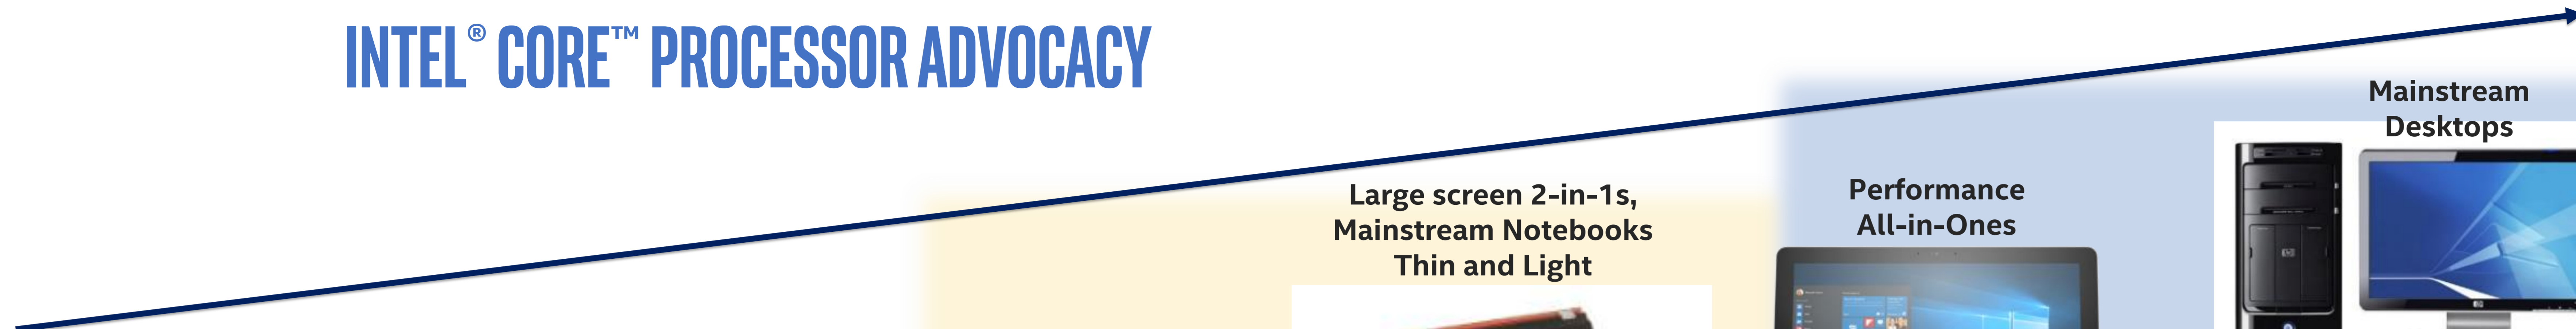 INTEL® CORE™ PROCESSOR ADVOCACY
Mainstream
Desktops
Performance
All-in-Ones
Large screen 2-in-1s,
Mainstream Notebooks
Thin and Light